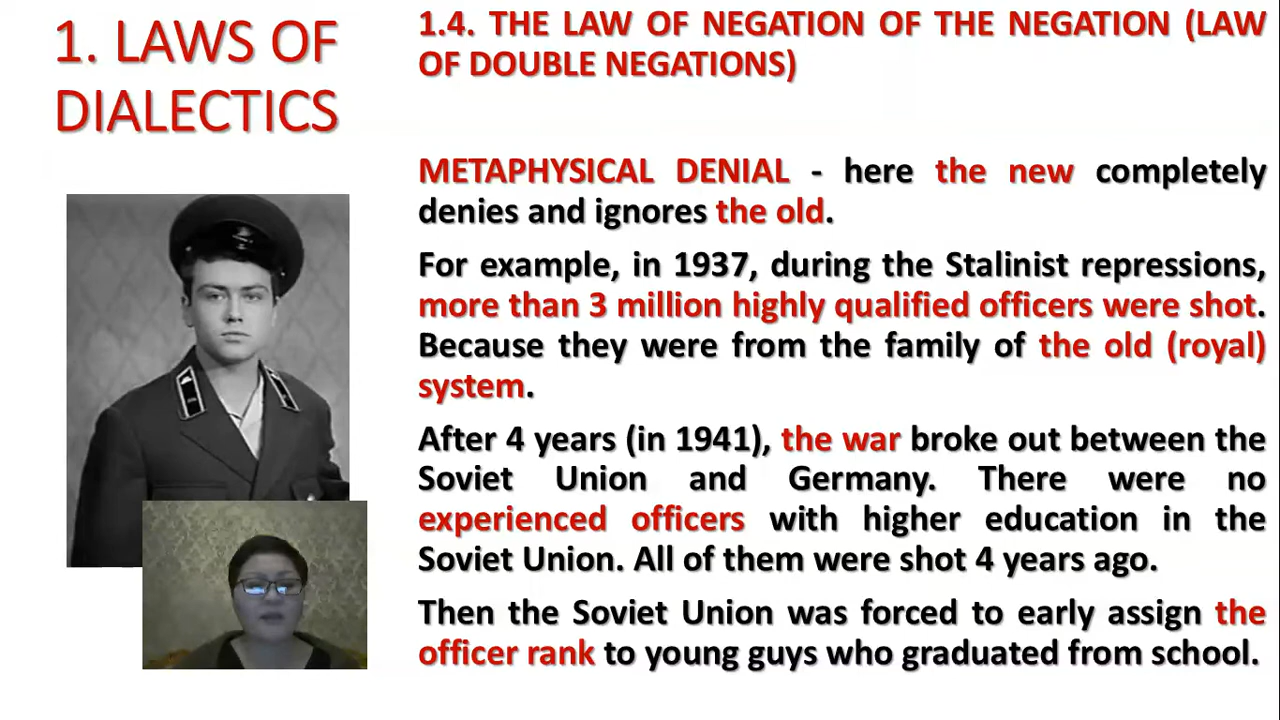 1. LAWS OF
DIALECTICS
1.4. THE LAW OF NEGATION OF THE NEGATION (LAW
OF DOUBLE NEGATIONS)
METAPHYSICAL DENIAL - here the new completely
denies and ignores the old.
For example, in 1937, during the Stalinist repressions,
more than 3 million highly qualified officers were shot.
Because they were from the family of the old (royal)
system.
After 4 years (in 1941), the war broke out between the
Soviet Union and Germany. There were no
experienced officers with higher education in the
Soviet Union. All of them were shot 4 years ago.
Then the Soviet Union was forced to early assign the
officer rank to young guys who graduated from school.